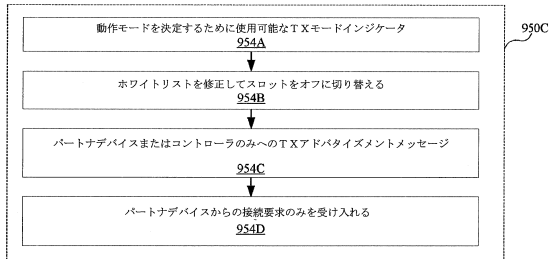 動作モードを決定するために使用可能なＴＸモードインジケータ
954A
950C
ホワイトリストを修正してスロットをオフに切り替える
954B
パートナデバイスまたはコントローラのみへのＴＸアドバタイズメントメッセージ
954C
パートナデバイスからの接続要求のみを受け入れる
954D